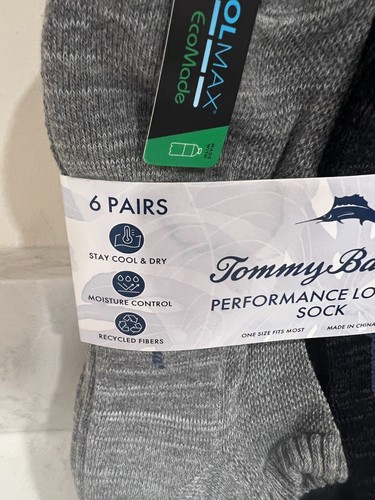 OLMAX®
EcoMade
6 PAIRS
STAY COOL & DRY
MOISTURE CONTROL
RECYCLED FIBERS
Tommy Ba
PERFORMANCE LO
SOCK
ONE SIZE FITS MOST
MADE IN CHINA